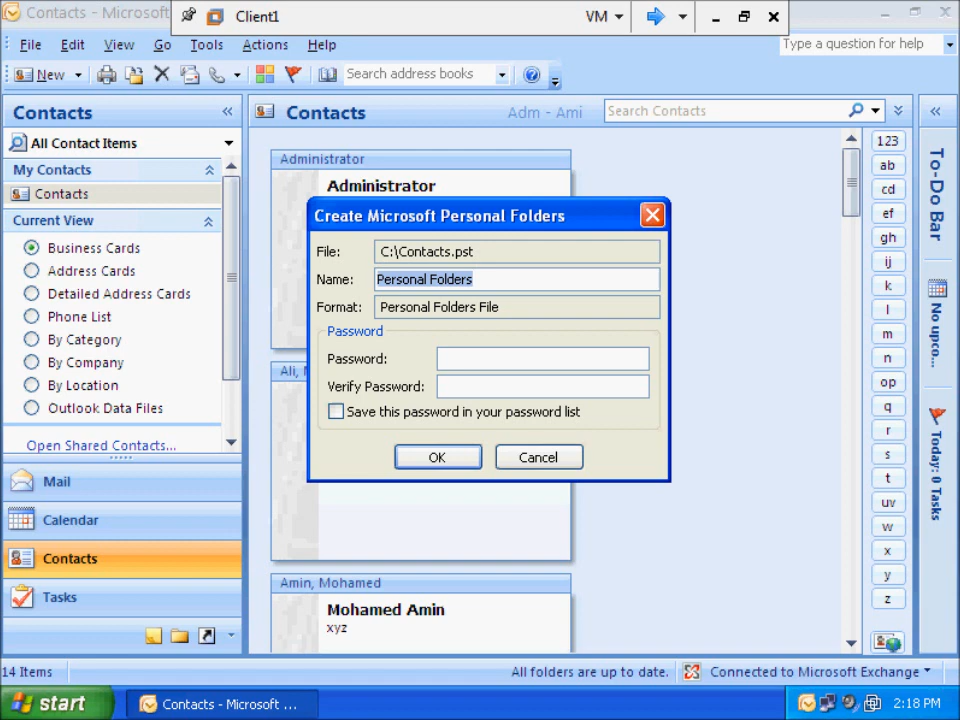 Contacts - Microsoft
Client1
VM
File Edit View Go Tools Actions Help
Type a question for help
New
Search address books
Contacts
Contacts
Adm - Ami
Search Contacts
All Contact Items
My Contacts
Contacts
Current View
Business Cards
Address Cards
Detailed Address Cards
Phone List
By Category
By Company
By Location
Outlook Data Files
Open Shared Contacts...
Mail
Calendar
Contacts
Tasks
Administrator
Administrator
Ali,
Amin, Mohamed
Mohamed Amin
xyz
Create Microsoft Personal Folders
File: C:\Contacts.pst
Name: Personal Folders
Format: Personal Folders File
Password
Password:
Verify Password:
Save this password in your password list
OK Cancel
123
ab
cd
ef
gh
ij
k
l
m
n
op
q
r
s
t
uv
w
x
y
z
To-Do Bar
No upco...
Today: 0 Tasks
14 Items
All folders are up to date.
Connected to Microsoft Exchange
start
Contacts - Microsoft ...
2:18 PM